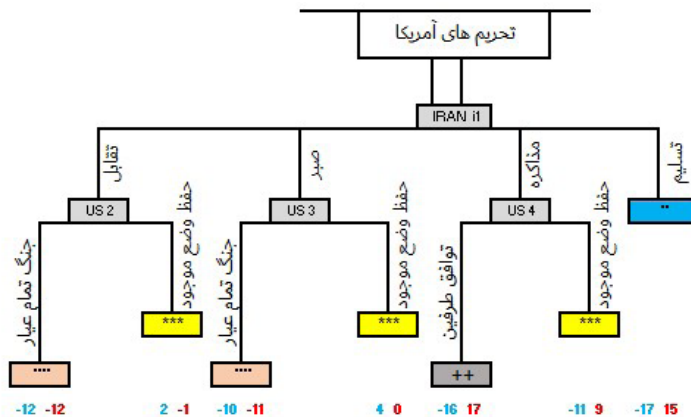 تحریم های آمریکا
IRAN i1
تقابل
صبر
مذاکره
تسلیم
US 2
US 3
US 4
¨
جنگ تمام عیار
حفظ وضع موجود
جنگ تمام عیار
حفظ وضع موجود
توافق طرفین
حفظ وضع موجود
***
***
***
¨¨
¨¨
++
-12 -12
2 -1
-10 -11
4 0
-16 17
-11 9
-17 15